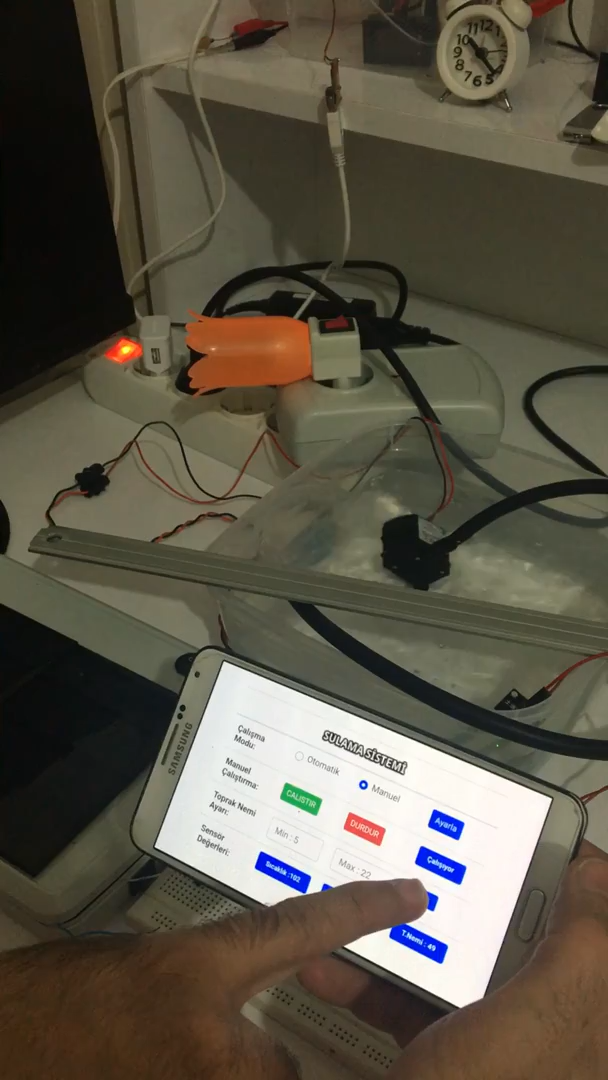 SAMSUNG
SULAMA SİSTEMİ
Çalışma Modu:
Otomatik
Manuel
Ayarla
Manuel Çalıştırma:
ÇALIŞTIR
DURDUR
Çalışıyor
Toprak Nemi Ayarı:
Min : 5
Max : 22
Sensör Değerleri:
Sıcaklık :102
T.Nemi : 49